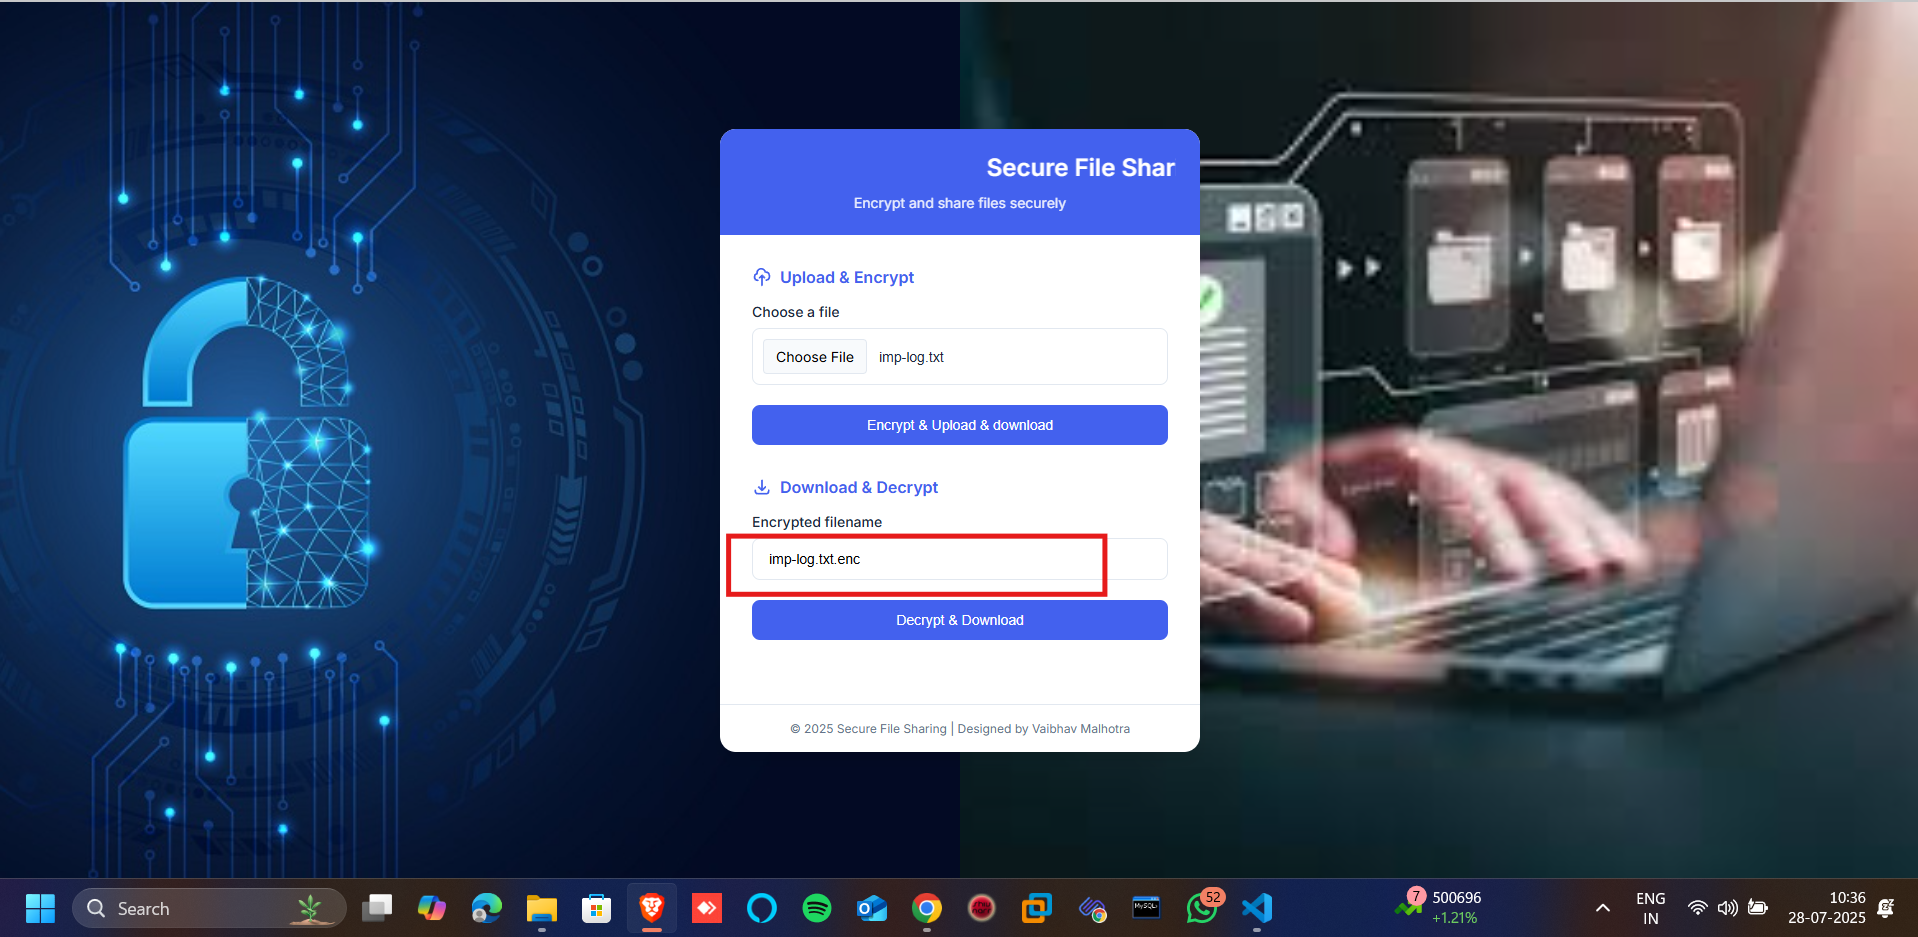 Secure File Shar
Encrypt and share files securely
Upload & Encrypt
Choose a file
Choose File imp-log.txt
Encrypt & Upload & download
Download & Decrypt
Encrypted filename
imp-log.txt.enc
Decrypt & Download
© 2025 Secure File Sharing | Designed by Vaibhav Malhotra
Search
52
7
500696
+1.21%
ENG
IN
10:36
28-07-2025